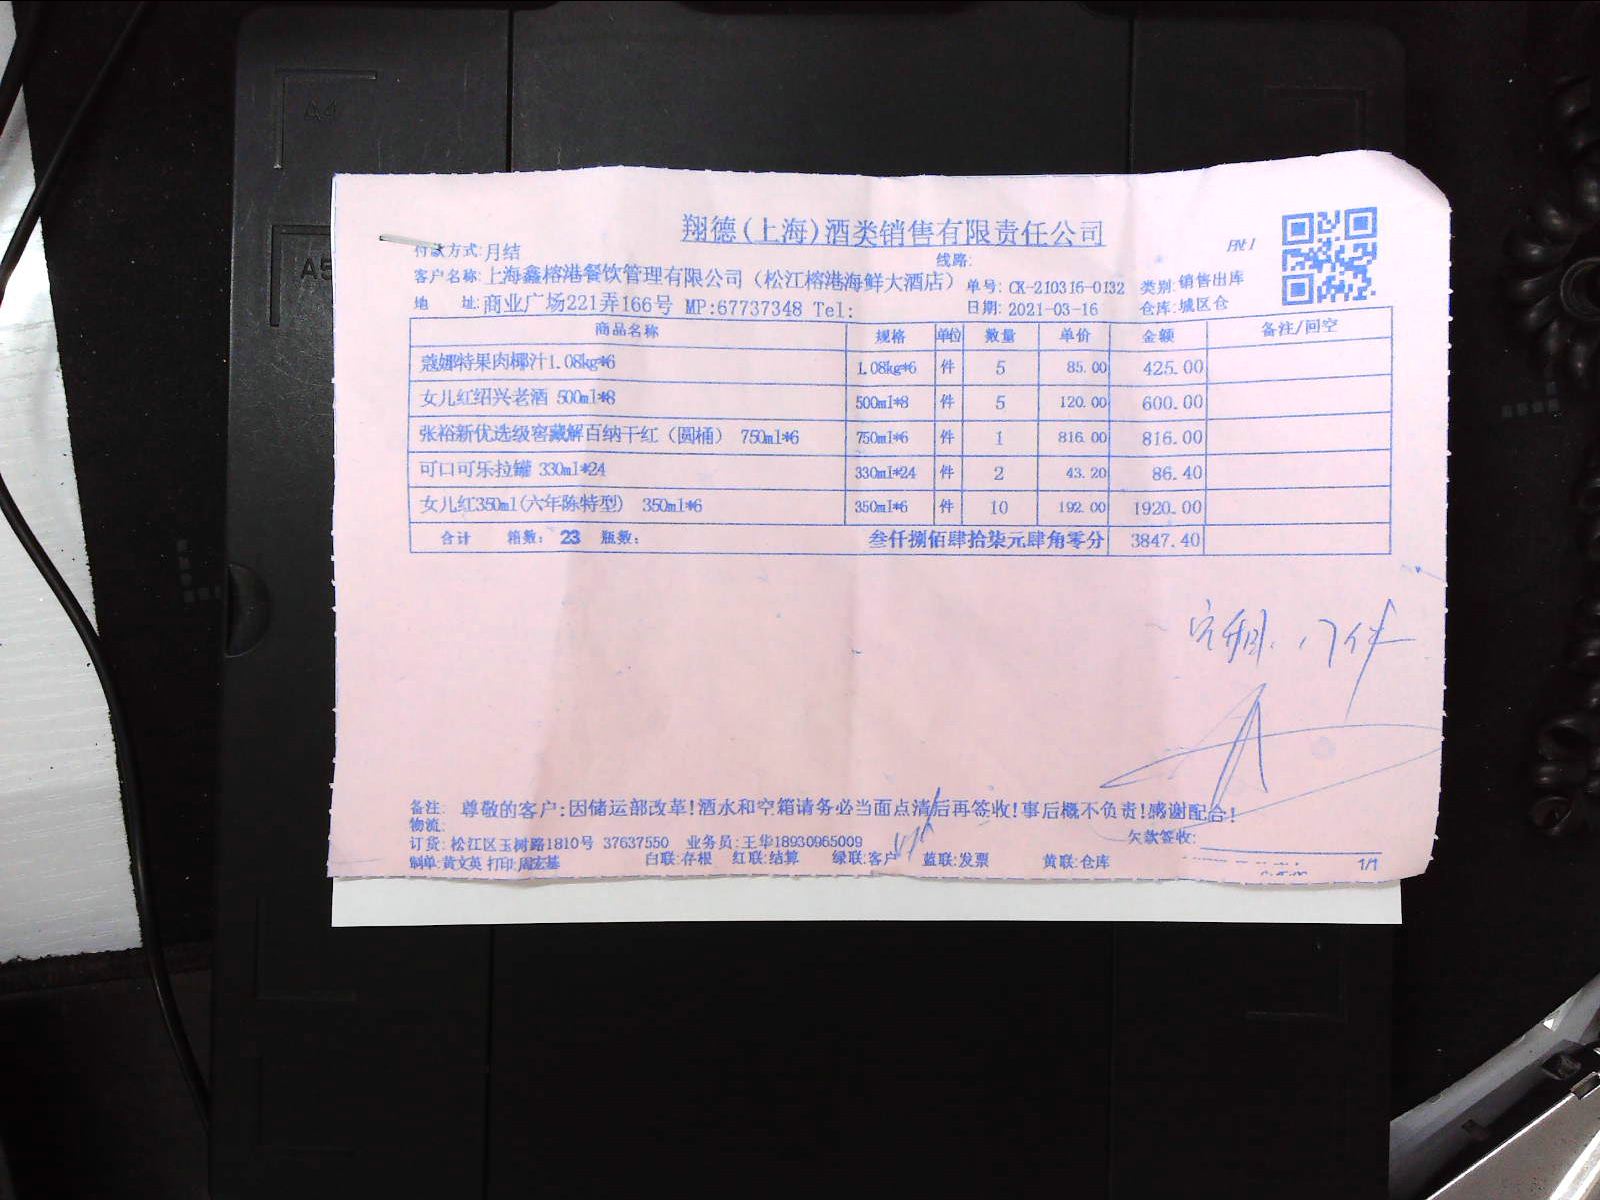 A4
A5
翔德(上海)酒类销售有限责任公司
付款方式:月结
线路:
客户名称:上海鑫榕港餐饮管理有限公司（松江榕港海鲜大酒店） 单号: CK-210316-0132 类别:销售出库
地 址:商业广场221弄166号 MP:67737348 Tel: 日期: 2021-03-16 仓库:城区仓
商品名称 规格 单位 数量 单价 金额 备注/回空
蔻娜特果肉椰汁1.08kg*6 1.08kg*6 件 5 85.00 425.00
女儿红绍兴老酒 500ml*8 500ml*8 件 5 120.00 600.00
张裕新优选级窖藏解百纳干红（圆桶） 750ml*6 750ml*6 件 1 816.00 816.00
可口可乐拉罐 330ml*24 330ml*24 件 2 43.20 86.40
女儿红350ml(六年陈特型) 350ml*6 350ml*6 件 10 192.00 1920.00
合计 箱数: 23 瓶数: 叁仟捌佰肆拾柒元肆角零分 3847.40
备注: 尊敬的客户:因储运部改革!酒水和空箱请务必当面点清后再签收!事后概不负责!感谢配合!
物流:
订货: 松江区玉树路1810号 37637550 业务员:王华18930965009 欠款签收:
制单:黄文英 打印:周宏基 白联:存根 红联:结算 绿联:客户 蓝联:发票 黄联:仓库 1/1